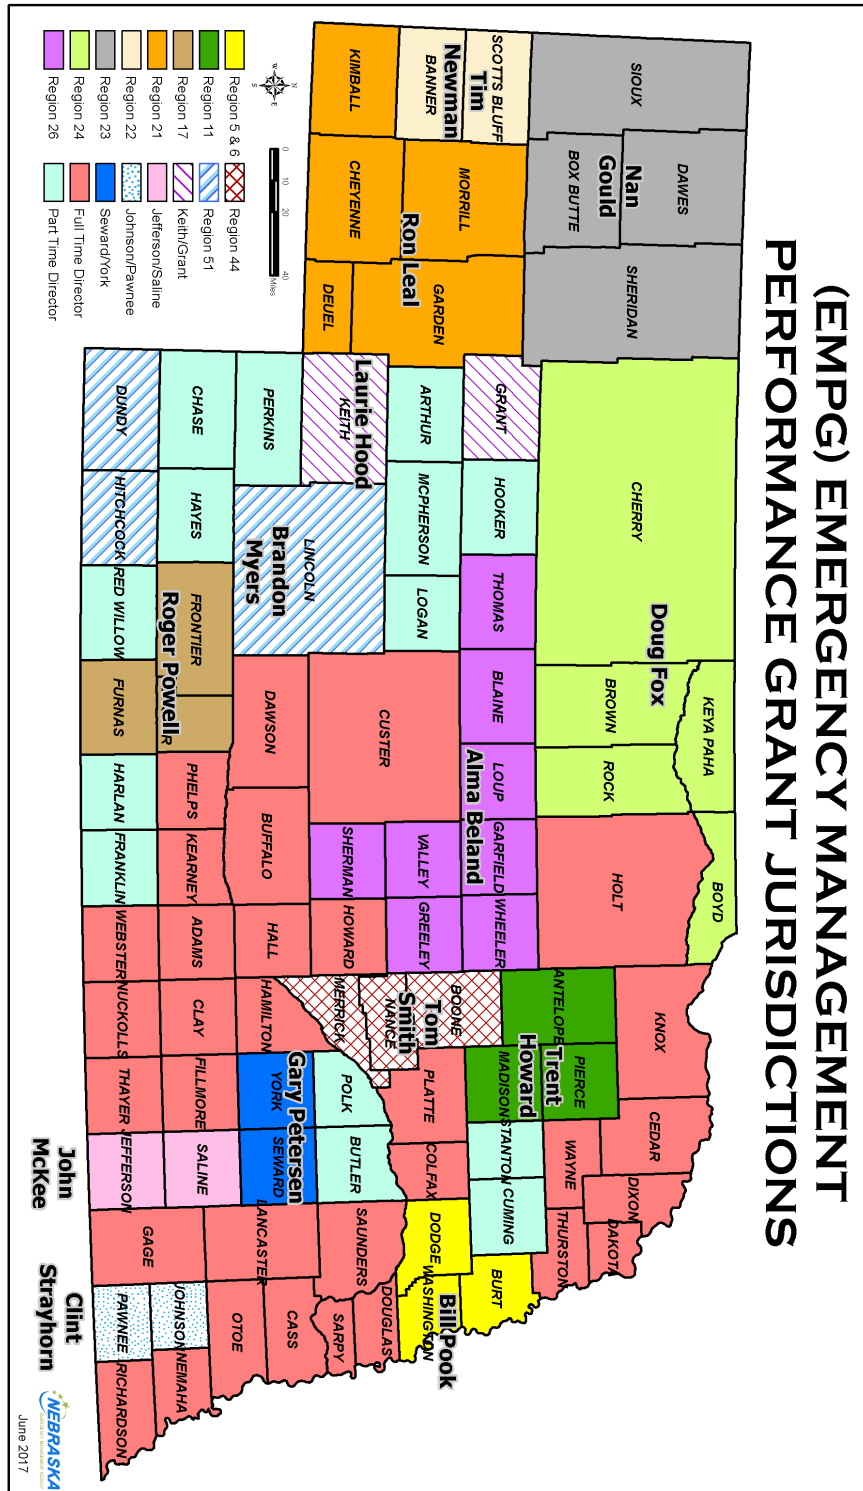 (EMPG) EMERGENCY MANAGEMENT
PERFORMANCE GRANT JURISDICTIONS
SIOUX
DAWES
BOX BUTTE
SHERIDAN
Nan
Gould
SCOTTS BLUFF
BANNER
Tim
Newman
KIMBALL
CHEYENNE
MORRILL
GARDEN
DEUEL
Ron Leal
CHERRY
KEYA PAHA
BROWN
ROCK
BOYD
Doug Fox
HOLT
GRANT
HOOKER
THOMAS
BLAINE
LOUP
GARFIELD
WHEELER
Alma Beland
ARTHUR
MCPHERSON
LOGAN
CUSTER
VALLEY
GREELEY
SHERMAN
HOWARD
KEITH
Laurie Hood
PERKINS
LINCOLN
Brandon
Myers
DAWSON
BUFFALO
HALL
CHASE
HAYES
FRONTIER
Roger Powell
R
PHELPS
KEARNEY
ADAMS
DUNDY
HITCHCOCK
RED WILLOW
FURNAS
HARLAN
FRANKLIN
WEBSTER
KNOX
CEDAR
DIXON
DAKOTA
ANTELOPE
PIERCE
WAYNE
THURSTON
Trent
Howard
MADISON
STANTON
CUMING
BURT
BOONE
NANCE
MERRICK
Tom
Smith
PLATTE
COLFAX
DODGE
WASHINGTON
Bill Pook
POLK
BUTLER
SAUNDERS
DOUGLAS
SARPY
HAMILTON
YORK
SEWARD
Gary Petersen
LANCASTER
CASS
OTOE
CLAY
FILLMORE
SALINE
GAGE
JOHNSON
NEMAHA
NUCKOLLS
THAYER
JEFFERSON
PAWNEE
RICHARDSON
John
McKee
Clint
Strayhorn
N
W
E
S
0
10
20
40
Miles
Region 5 & 6
Region 11
Region 17
Region 21
Region 22
Region 23
Region 24
Region 26
Region 44
Region 51
Keith/Grant
Jefferson/Saline
Johnson/Pawnee
Seward/York
Full Time Director
Part Time Director
NEBRASKA
June 2017